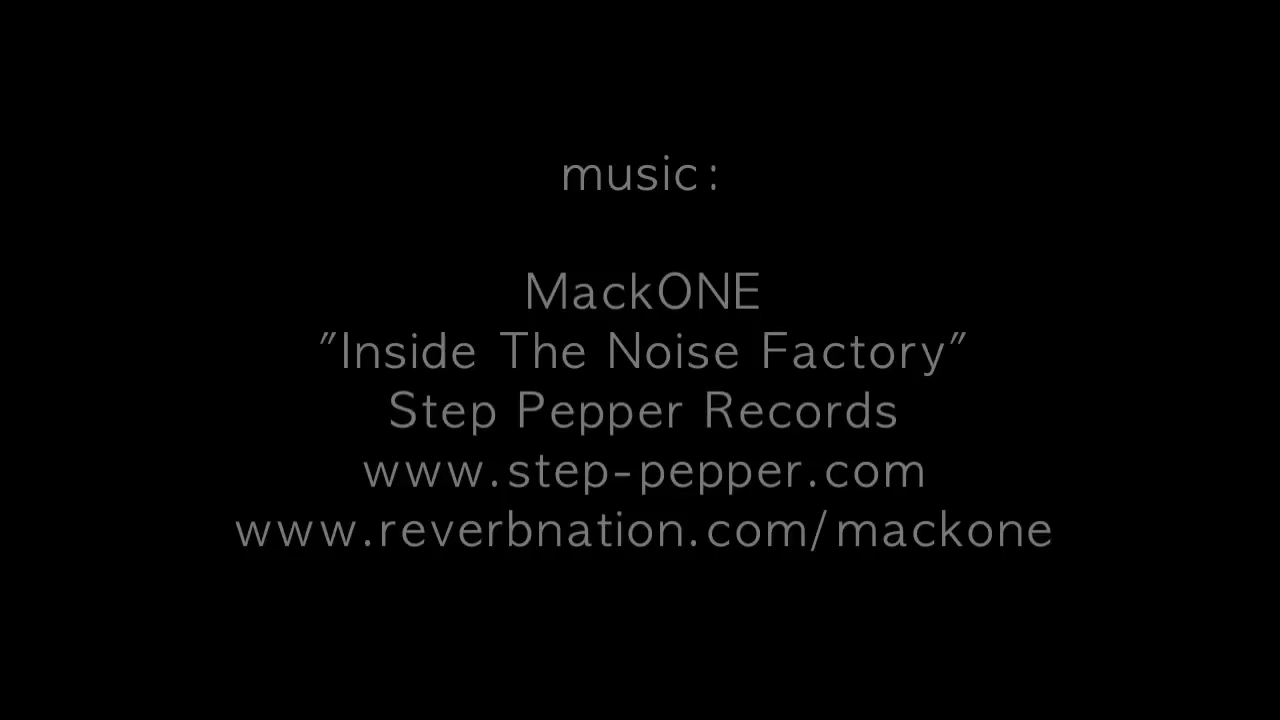 music:
MackONE
"Inside The Noise Factory"
Step Pepper Records
www.step-pepper.com
www.reverbnation.com/mackone